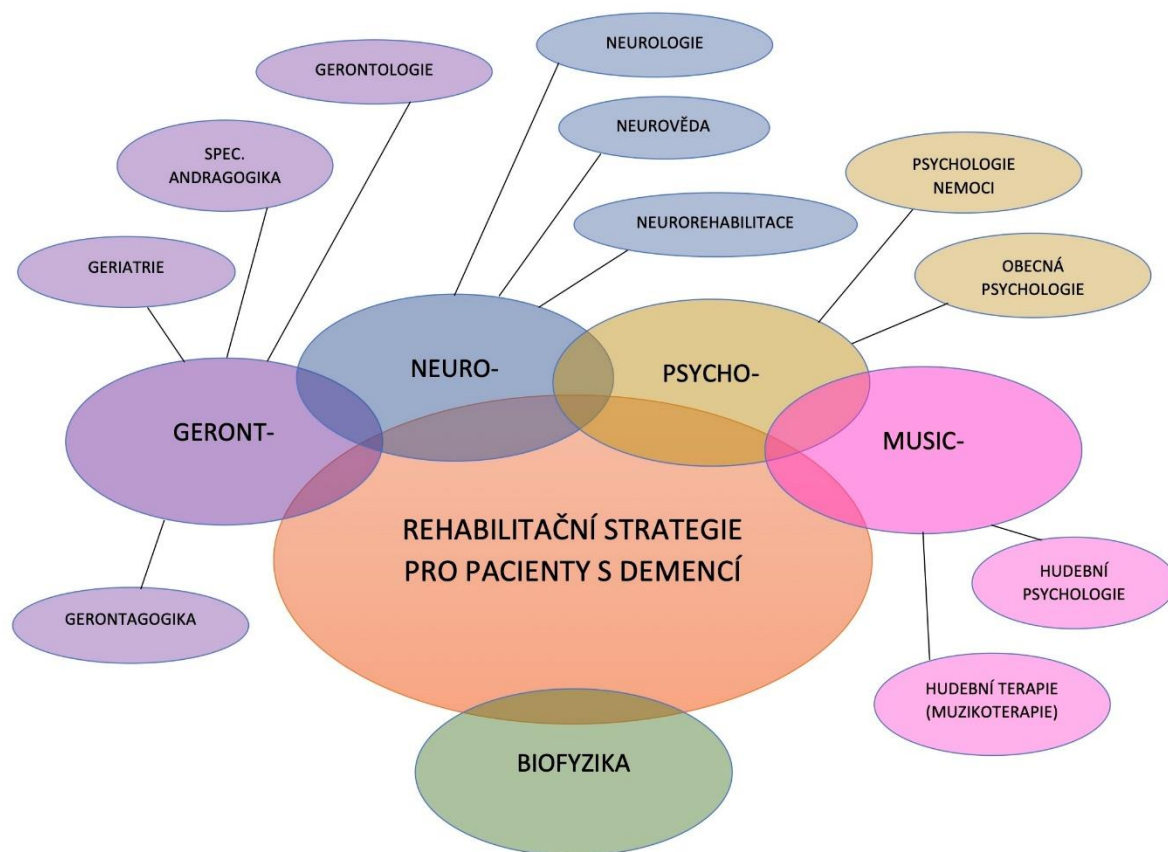 NEUROLOGIE
GERONTOLOGIE
NEUROVĚDA
SPEC.
ANDRAGOGIKA
PSYCHOLOGIE
NEMOCI
NEUROREHABILITACE
GERIATRIE
OBECNÁ
PSYCHOLOGIE
NEURO-
PSYCHO-
GERONT-
MUSIC-
REHABILITAČNÍ STRATEGIE
PRO PACIENTY S DEMENCÍ
HUDEBNÍ
PSYCHOLOGIE
GERONTAGOGIKA
HUDEBNÍ TERAPIE
(MUZIKOTERAPIE)
BIOFYZIKA